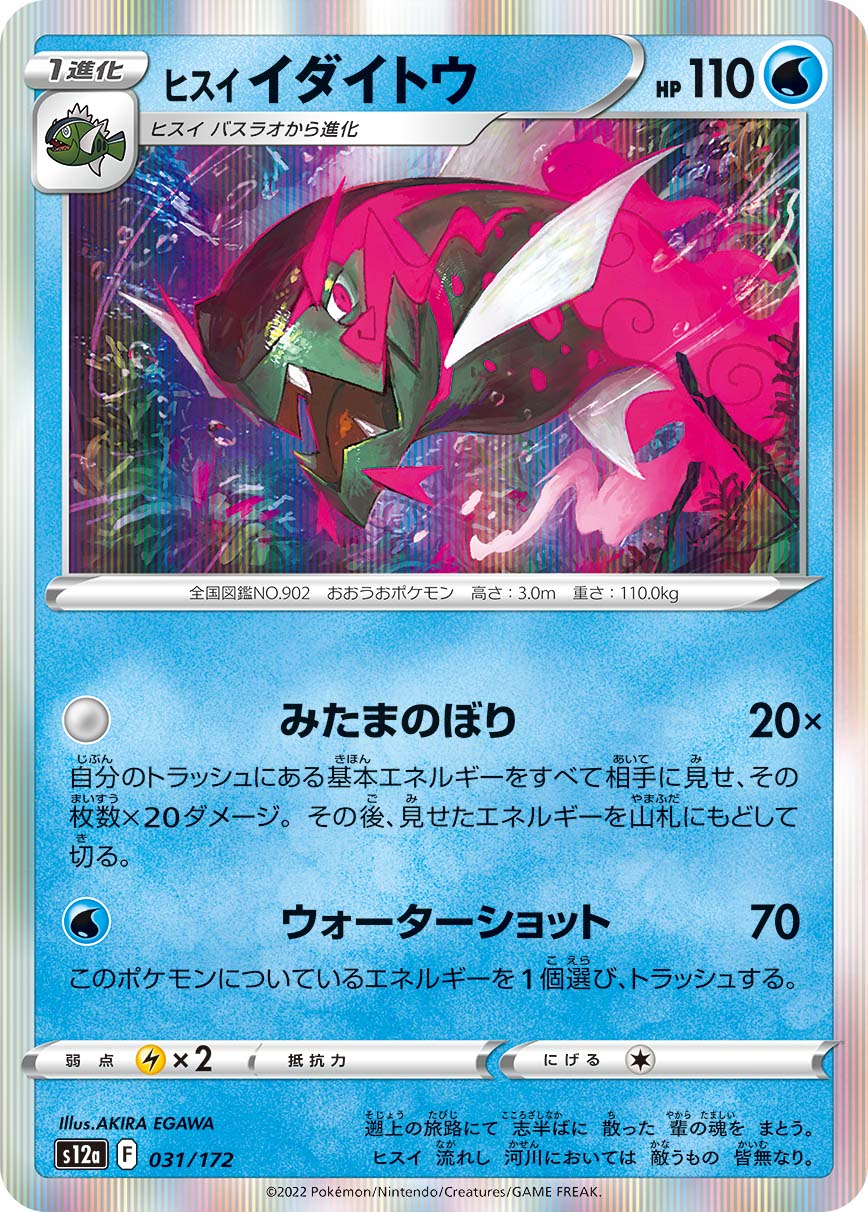 1進化
ヒスイ イダイトウ
HP 110
ヒスイ バスラオから進化
全国図鑑NO.902 おおうおポケモン 高さ:3.0m 重さ:110.0kg
みたまのぼり 20×
自分のトラッシュにある基本エネルギーをすべて相手に見せ、その
枚数×20ダメージ。その後、見せたエネルギーを山札にもどして
切る。
ウォーターショット 70
このポケモンについているエネルギーを1個選び、トラッシュする。
弱点 ×2 抵抗力 にげる
Illus.AKIRA EGAWA
s12a F 031/172
遡上の旅路にて 志半ばに 散った 輩の魂を まとう。
ヒスイ 流れし 河川においては 敵うもの 皆無なり。
©2022 Pokémon/Nintendo/Creatures/GAME FREAK.